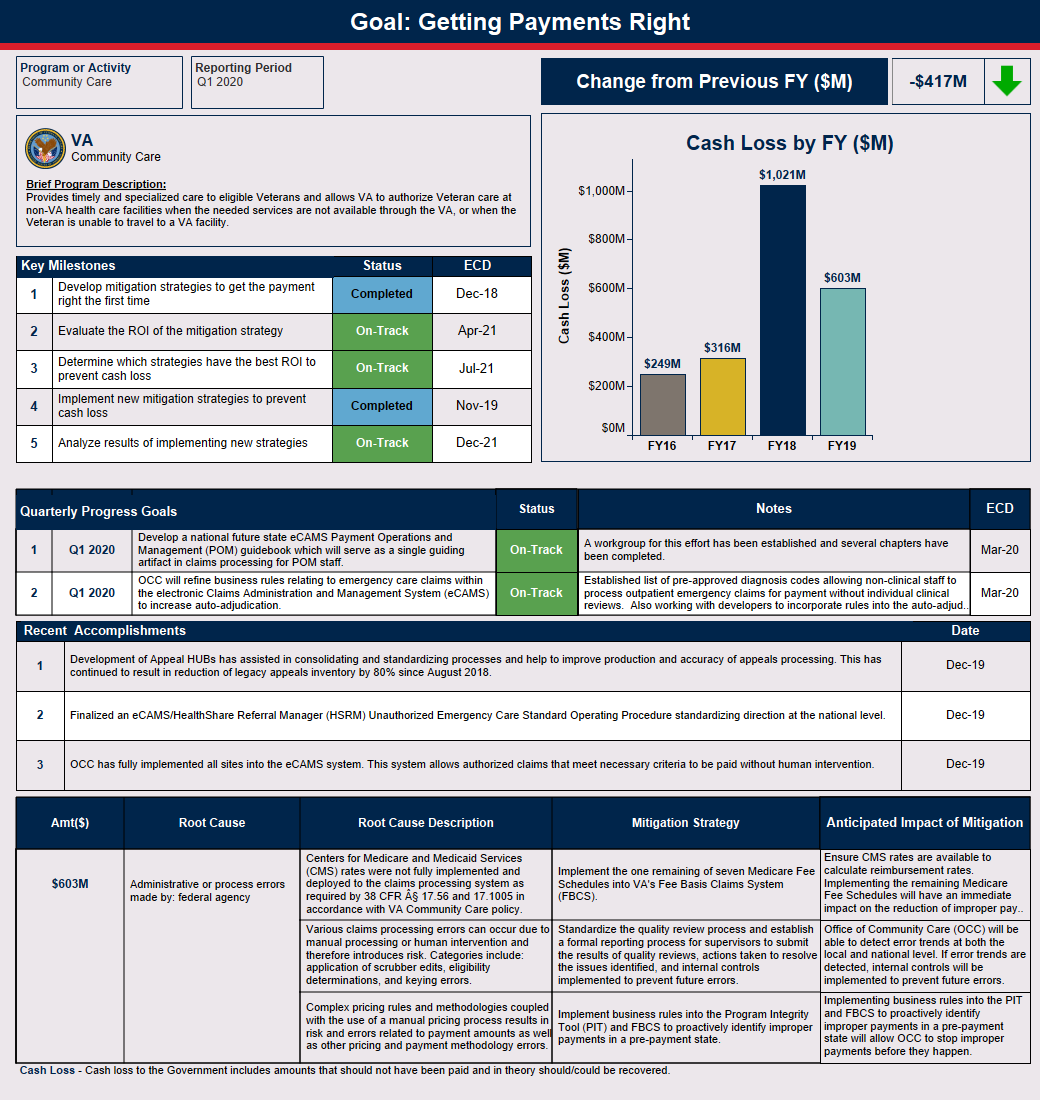 Goal: Getting Payments Right
Program or Activity
Community Care
Reporting Period
Q1 2020
Change from Previous FY ($M)
-$417M
VA
Community Care
Brief Program Description:
Provides timely and specialized care to eligible Veterans and allows VA to authorize Veteran care at
non-VA health care facilities when the needed services are not available through the VA, or when the
Veteran is unable to travel to a VA facility.
Key Milestones
Status
ECD
1
Develop mitigation strategies to get the payment
right the first time
Completed
Dec-18
2
Evaluate the ROI of the mitigation strategy
On-Track
Apr-21
3
Determine which strategies have the best ROI to
prevent cash loss
On-Track
Jul-21
4
Implement new mitigation strategies to prevent
cash loss
Completed
Nov-19
5
Analyze results of implementing new strategies
On-Track
Dec-21
Cash Loss by FY ($M)
Cash Loss ($M)
$1,000M
$800M
$600M
$400M
$200M
$0M
$249M
$316M
$1,021M
$603M
FY16
FY17
FY18
FY19
Quarterly Progress Goals
Status
Notes
ECD
1
Q1 2020
Develop a national future state eCAMS Payment Operations and
Management (POM) guidebook which will serve as a single guiding
artifact in claims processing for POM staff.
On-Track
A workgroup for this effort has been established and several chapters have
been completed.
Mar-20
2
Q1 2020
OCC will refine business rules relating to emergency care claims within
the electronic Claims Administration and Management System (eCAMS)
to increase auto-adjudication.
On-Track
Established list of pre-approved diagnosis codes allowing non-clinical staff to
process outpatient emergency claims for payment without individual clinical
reviews.  Also working with developers to incorporate rules into the auto-adjud..
Mar-20
Recent  Accomplishments
Date
1
Development of Appeal HUBs has assisted in consolidating and standardizing processes and help to improve production and accuracy of appeals processing. This has
continued to result in reduction of legacy appeals inventory by 80% since August 2018.
Dec-19
2
Finalized an eCAMS/HealthShare Referral Manager (HSRM) Unauthorized Emergency Care Standard Operating Procedure standardizing direction at the national level.
Dec-19
3
OCC has fully implemented all sites into the eCAMS system. This system allows authorized claims that meet necessary criteria to be paid without human intervention.
Dec-19
Amt($)
Root Cause
Root Cause Description
Mitigation Strategy
Anticipated Impact of Mitigation
$603M
Administrative or process errors
made by: federal agency
Centers for Medicare and Medicaid Services
(CMS) rates were not fully implemented and
deployed to the claims processing system as
required by 38 CFR Â§ 17.56 and 17.1005 in
accordance with VA Community Care policy.
Implement the one remaining of seven Medicare Fee
Schedules into VA's Fee Basis Claims System
(FBCS).
Ensure CMS rates are available to
calculate reimbursement rates.
Implementing the remaining Medicare
Fee Schedules will have an immediate
impact on the reduction of improper pay..
Various claims processing errors can occur due to
manual processing or human intervention and
therefore introduces risk. Categories include:
application of scrubber edits, eligibility
determinations, and keying errors.
Standardize the quality review process and establish
a formal reporting process for supervisors to submit
the results of quality reviews, actions taken to resolve
the issues identified, and internal controls
implemented to prevent future errors.
Office of Community Care (OCC) will be
able to detect error trends at both the
local and national level. If error trends are
detected, internal controls will be
implemented to prevent future errors.
Complex pricing rules and methodologies coupled
with the use of a manual pricing process results in
risk and errors related to payment amounts as well
as other pricing and payment methodology errors.
Implement business rules into the Program Integrity
Tool (PIT) and FBCS to proactively identify improper
payments in a pre-payment state.
Implementing business rules into the PIT
and FBCS to proactively identify
improper payments in a pre-payment
state will allow OCC to stop improper
payments before they happen.
Cash Loss - Cash loss to the Government includes amounts that should not have been paid and in theory should/could be recovered.